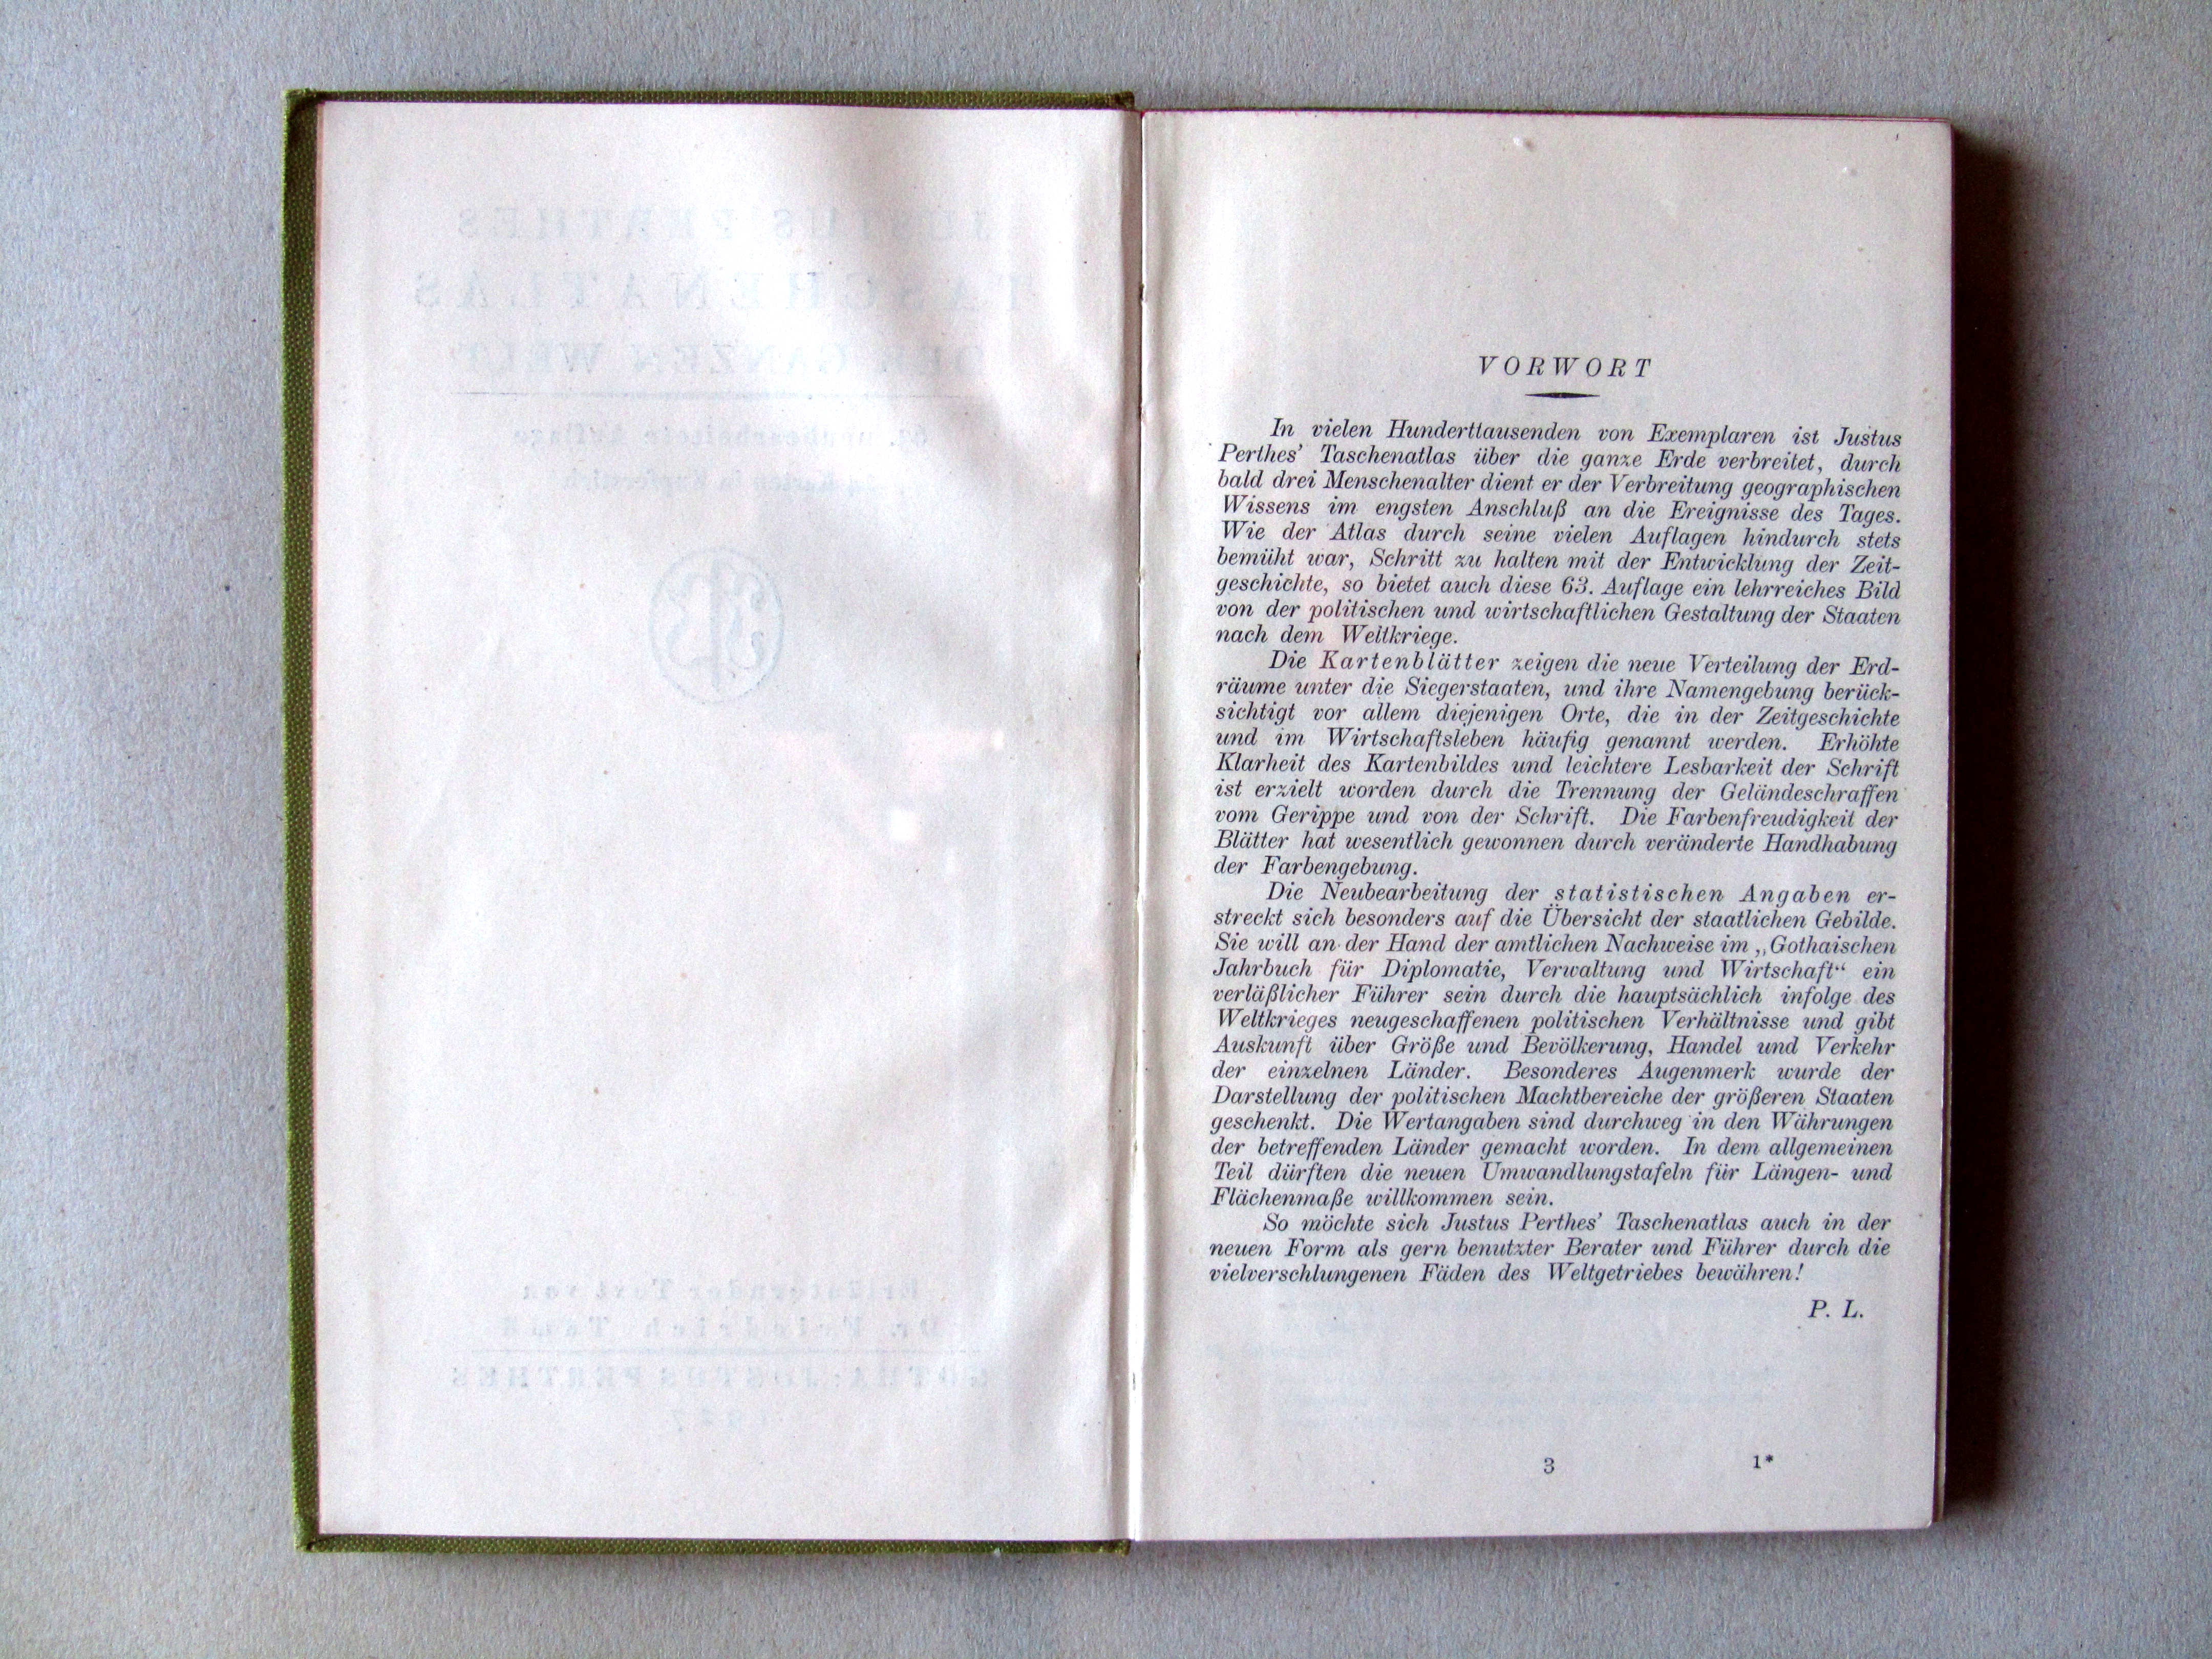 JUSTUS PERTHES
TASCHENATLAS
DER GANZEN WELT
GOTHA: JUSTUS PERTHES
VORWORT
In vielen Hunderttausenden von Exemplaren ist Justus
Perthes' Taschenatlas über die ganze Erde verbreitet, durch
bald drei Menschenalter dient er der Verbreitung geographischen
Wissens im engsten Anschluß an die Ereignisse des Tages.
Wie der Atlas durch seine vielen Auflagen hindurch stets
bemüht war, Schritt zu halten mit der Entwicklung der Zeit-
geschichte, so bietet auch diese 63. Auflage ein lehrreiches Bild
von der politischen und wirtschaftlichen Gestaltung der Staaten
nach dem Weltkriege.
Die Kartenblätter zeigen die neue Verteilung der Erd-
räume unter die Siegerstaaten, und ihre Namengebung berück-
sichtigt vor allem diejenigen Orte, die in der Zeitgeschichte
und im Wirtschaftsleben häufig genannt werden. Erhöhte
Klarheit des Kartenbildes und leichtere Lesbarkeit der Schrift
ist erzielt worden durch die Trennung der Geländeschraffen
vom Gerippe und von der Schrift. Die Farbenfreudigkeit der
Blätter hat wesentlich gewonnen durch veränderte Handhabung
der Farbengebung.
Die Neubearbeitung der statistischen Angaben er-
streckt sich besonders auf die Übersicht der staatlichen Gebilde.
Sie will an der Hand der amtlichen Nachweise im „Gothaischen
Jahrbuch für Diplomatie, Verwaltung und Wirtschaft“ ein
verläßlicher Führer sein durch die hauptsächlich infolge des
Weltkrieges neugeschaffenen politischen Verhältnisse und gibt
Auskunft über Größe und Bevölkerung, Handel und Verkehr
der einzelnen Länder. Besonderes Augenmerk wurde der
Darstellung der politischen Machtbereiche der größeren Staaten
geschenkt. Die Wertangaben sind durchweg in den Währungen
der betreffenden Länder gemacht worden. In dem allgemeinen
Teil dürften die neuen Umwandlungstafeln für Längen- und
Flächenmaße willkommen sein.
So möchte sich Justus Perthes' Taschenatlas auch in der
neuen Form als gern benutzter Berater und Führer durch die
vielverschlungenen Fäden des Weltgetriebes bewähren!
P. L.
3 1*